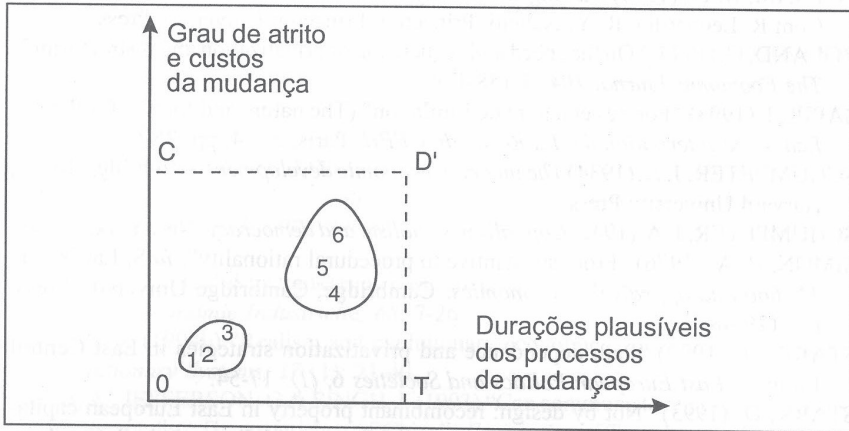 Grau de atrito
e custos
da mudança
C
D'
6
5
4
3
1 2
0
T
Durações plausíveis
dos processos
de mudanças